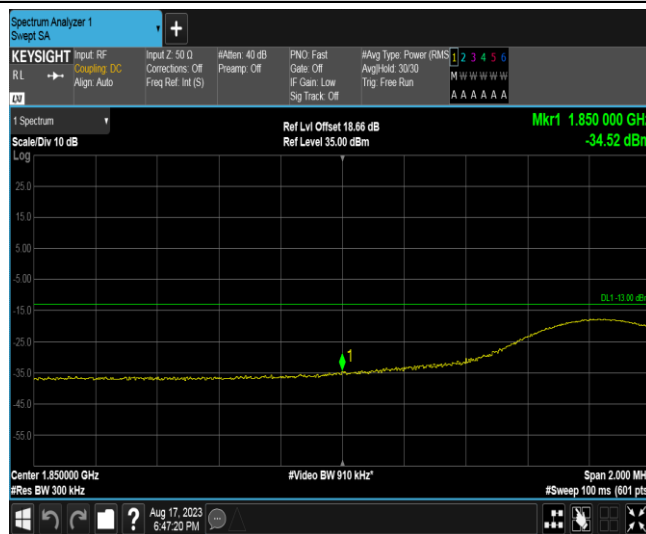 Spectrum Analyzer 1
Swept SA
+
KEYSIGHT
RL
LXI
Input: RF
Coupling: DC
Align: Auto
Input Z: 50 Ω
Corrections: Off
Freq Ref: Int (S)
#Atten: 40 dB
Preamp: Off
PNO: Fast
Gate: Off
IF Gain: Low
Sig Track: Off
#Avg Type: Power (RMS
Avg|Hold: 30/30
Trig: Free Run
1 2 3 4 5 6
M W W W W W
A A A A A A
1 Spectrum
Scale/Div 10 dB
Log
Ref Lvl Offset 18.66 dB
Ref Level 35.00 dBm
Mkr1 1.850 000 GHz
-34.52 dBm
25.0
15.0
5.00
-5.00
DL1 -13.00 dBm
-15.0
-25.0
1
-35.0
-45.0
-55.0
Center 1.850000 GHz
#Res BW 300 kHz
#Video BW 910 kHz*
Span 2.000 MH
#Sweep 100 ms (601 pts
?
Aug 17, 2023
6:47:20 PM